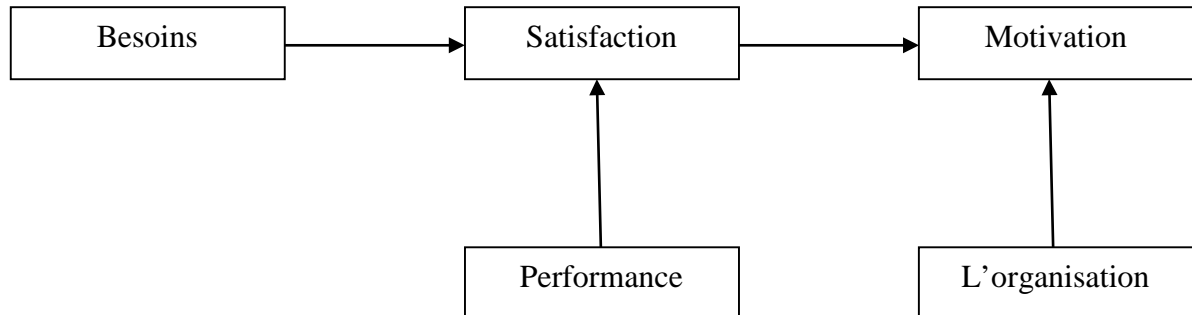 Besoins
Satisfaction
Motivation
Performance
L’organisation